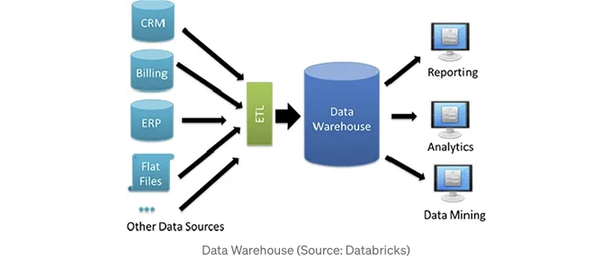 CRM
Billing
ERP
Flat
Files
Other Data Sources
ETL
Data
Warehouse
Reporting
Analytics
Data Mining
Data Warehouse (Source: Databricks)